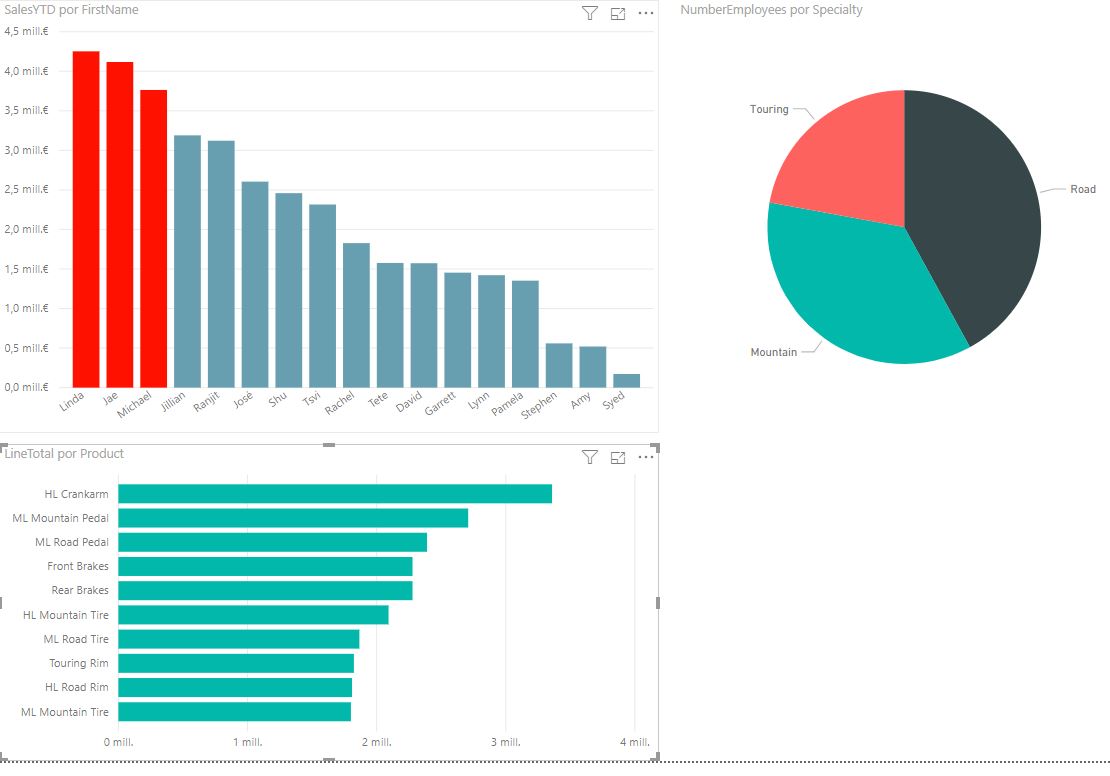 SalesYTD por FirstName
4,5 mill.€
4,0 mill.€
3,5 mill.€
3,0 mill.€
2,5 mill.€
2,0 mill.€
1,5 mill.€
1,0 mill.€
0,5 mill.€
0,0 mill.€
Linda
Jae
Michael
Jillian
Ranjit
José
Shu
Tsvi
Rachel
Tete
David
Garrett
Lynn
Pamela
Stephen
Amy
Syed
NumberEmployees por Specialty
Touring
Road
Mountain
LineTotal por Product
HL Crankarm
ML Mountain Pedal
ML Road Pedal
Front Brakes
Rear Brakes
HL Mountain Tire
ML Road Tire
Touring Rim
HL Road Rim
ML Mountain Tire
0 mill.
1 mill.
2 mill.
3 mill.
4 mill.